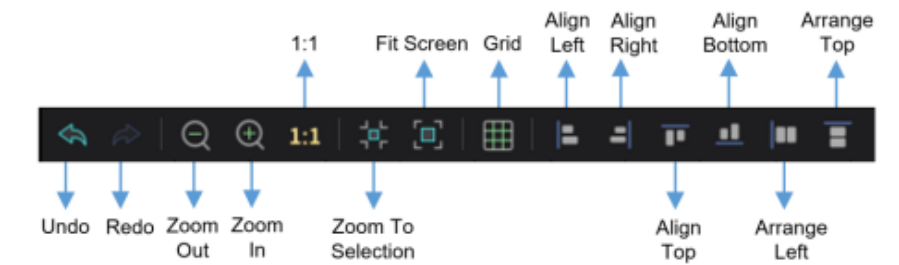 1:1
Fit Screen
Grid
Align
Left
Align
Right
Align
Bottom
Arrange
Top
1:1
Undo
Redo
Zoom
Out
Zoom
In
Zoom To
Selection
Align
Top
Arrange
Left